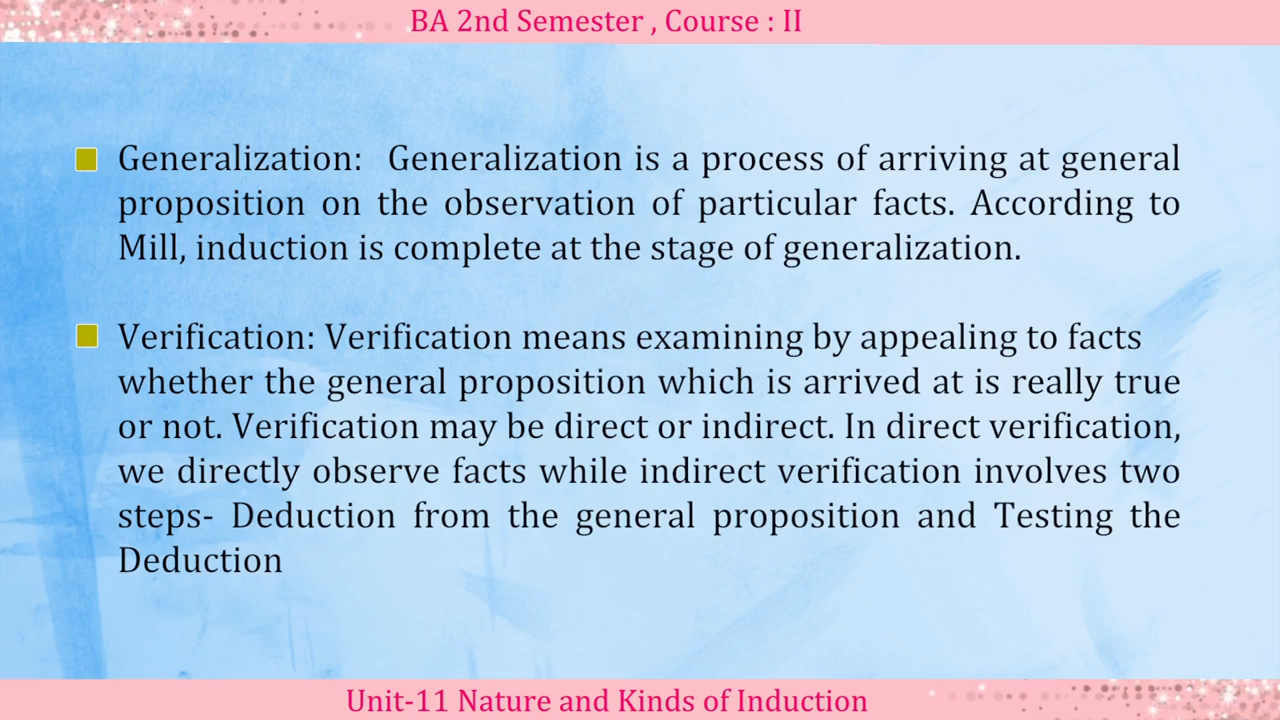 BA 2nd Semester , Course : II
Generalization: Generalization is a process of arriving at general
proposition on the observation of particular facts. According to
Mill, induction is complete at the stage of generalization.
Verification: Verification means examining by appealing to facts
whether the general proposition which is arrived at is really true
or not. Verification may be direct or indirect. In direct verification,
we directly observe facts while indirect verification involves two
steps- Deduction from the general proposition and Testing the
Deduction
Unit-11 Nature and Kinds of Induction